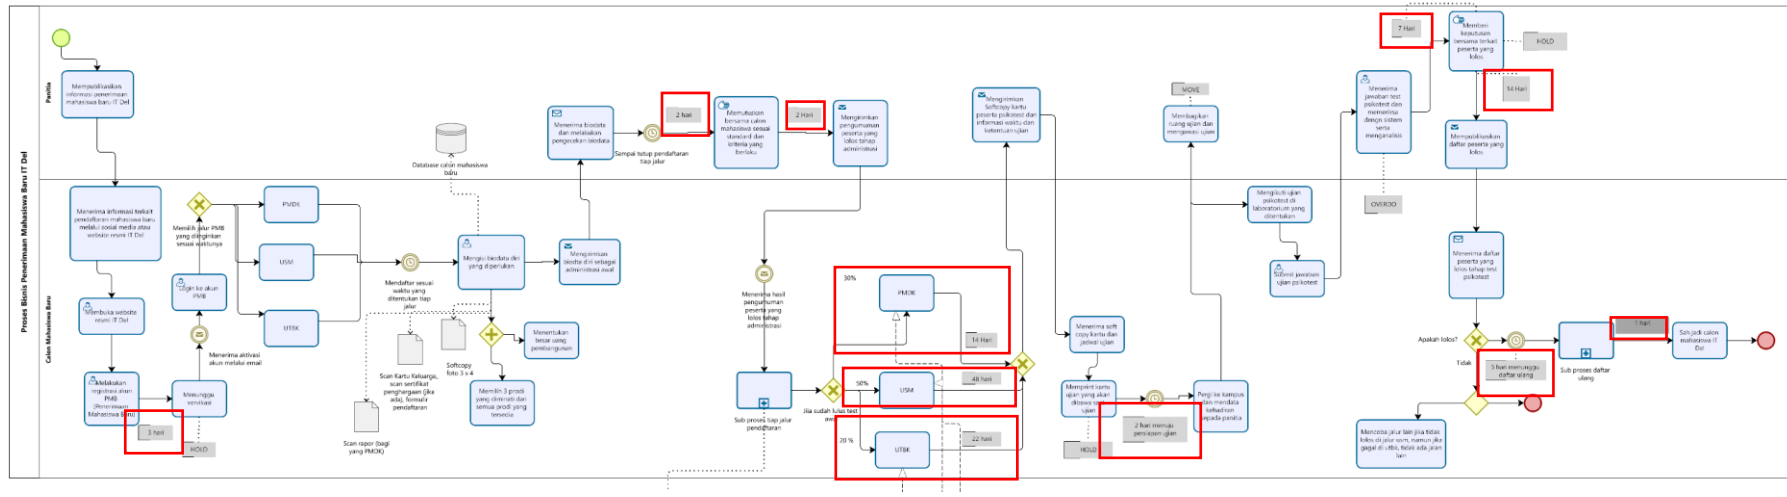 Proses Bisnis Penerimaan Mahasiswa Baru IT Del
Panitia
Calon Mahasiswa Baru
Mempublikasikan
informasi penerimaan
mahasiswa baru IT Del
Menerima informasi terkait
pendaftaran mahasiswa baru
melalui sosial media atau
website resmi IT Del
Membuka website
resmi IT Del
Melakukan
registrasi akun
PMB
(Penerimaan
Mahasiswa Baru)
3 hari
Menunggu
verifikasi
HOLD
Menerima aktivasi
akun melalui email
Login ke akun
PMB
Memilih jalur PMB
yang diinginkan
sesuai waktunya
PMDK
USM
UTBK
Mendaftar sesuai
waktu yang
ditentukan tiap
jalur
Database calon mahasiswa
baru
Mengisi biodata diri
yang diperlukan
Scan Kartu Keluarga,
scan sertifikat
penghargaan (jike
ada), formulir
pendaftaran
Softcopy
foto 3 x 4
Scan rapor (bagi
yang PMDK)
Menentukan
besar uang
pembangunan
Memilih 3 prodi
yang diminati dari
semua prodi yang
tersedia
Mengirimkan
biodta diri sebagai
administrasi awal
Menerima biodata
dan melakukan
pengecekan biodata
Sampai tutup pendaftaran
tiap jalur
2 hari
Memutuskan
bersama calon
mahasiswa sesuai
standard dan
kriteria yang
berlaku
2 Hari
Mengirimkan
pengumuman
peserta yang
lolos tahap
administrasi
Menerima hasil
pengumuman
peserta yang
lolos tahap
administrasi
Sub proses tiap jalur
pendaftaran
Jika sudah lulus test
30%
PMDK
14 Hari
50%
USM
48 hari
20 %
UTBK
22 hari
Mengirimkan
Softcopy kartu
peserta psikotest dan
informasi waktu dan
ketentuan ujian
Menerima soft
copy kartu dan
jadwal ujian
Memprint kartu
ujian yang akan
dibawa saat
ujian
HOLD
2 hari menuju
persiapan ujian
Pergi ke kampus
dan mendata
kehadiran
kepada panitia
MOVE
Membagikan
ruang ujian dan
mengawasi ujian
Mengikuti ujian
psikotest di
laboratorium yang
ditentukan
Submit jawaban
ujian psikotest
Menerima
jawaban test
psikotest dan
memerinsa
dengn sistem
serta
menganalisis
OVERDO
7 Hari
Memberi
keputusan
bersama terkait
peserta yang
lolos
HOLD
14 Hari
Mempublikasikan
daftar peserta yang
lolos
Menerima daftar
peserta yang
lolos tahap test
psikotest
Apakah lolos?
Tidak
5 hari menunggu
daftar ulang
Sub proses daftar
ulang
1 hari
Sah jadi calon
mahasiswa IT
Del
Mencoba jalur lain jika tidak
lolos di jalur usm, namun jike
gagal di utbk, tidak ada jalan
lain